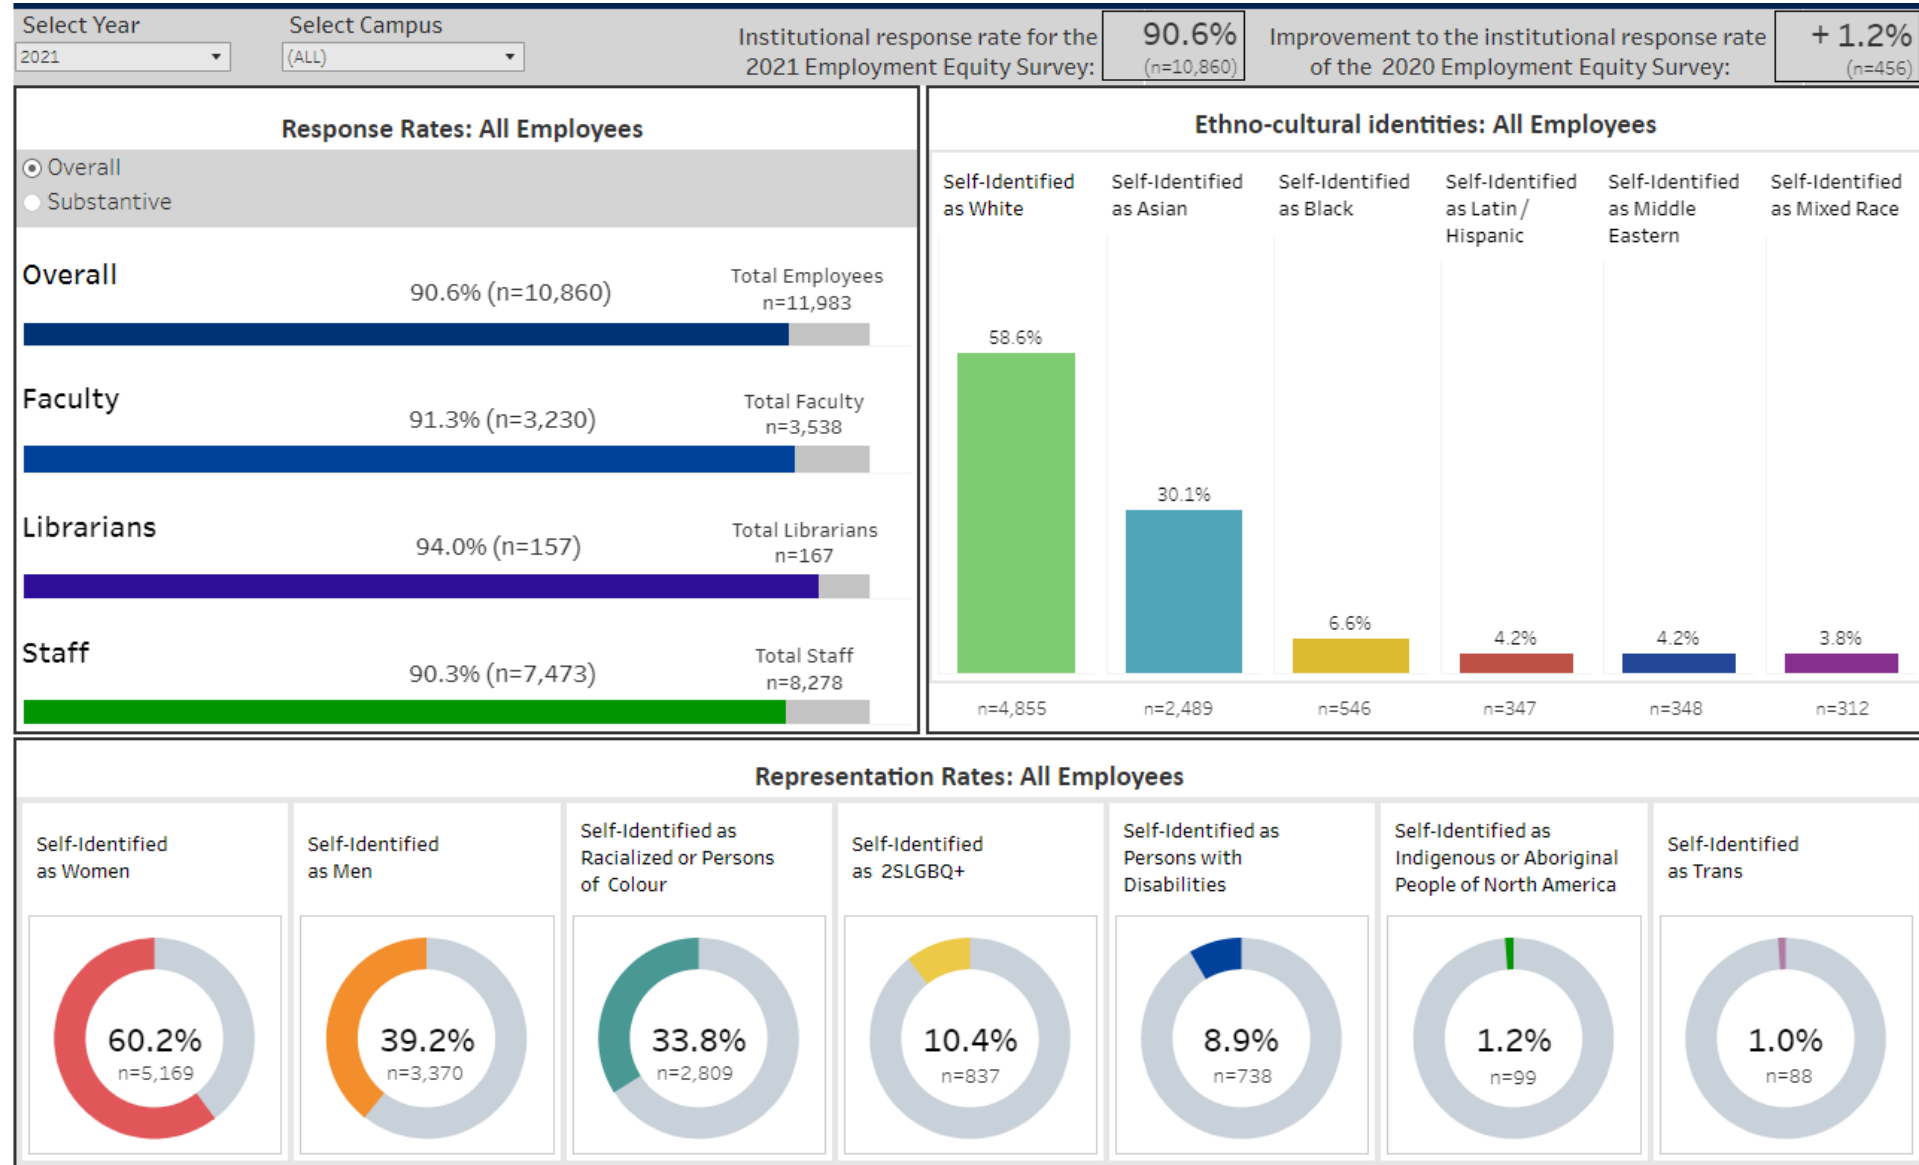 Select Year
2021
Select Campus
(ALL)
Institutional response rate for the
2021 Employment Equity Survey:
90.6%
(n=10,860)
Improvement to the institutional response rate
of the 2020 Employment Equity Survey:
+ 1.2%
(n=456)
Response Rates: All Employees
Overall
Substantive
Overall
90.6% (n=10,860)
Total Employees
n=11,983
Faculty
91.3% (n=3,230)
Total Faculty
n=3,538
Librarians
94.0% (n=157)
Total Librarians
n=167
Staff
90.3% (n=7,473)
Total Staff
n=8,278
Ethno-cultural identities: All Employees
Self-Identified
as White
Self-Identified
as Asian
Self-Identified
as Black
Self-Identified
as Latin /
Hispanic
Self-Identified
as Middle
Eastern
Self-Identified
as Mixed Race
58.6%
30.1%
6.6%
4.2%
4.2%
3.8%
n=4,855
n=2,489
n=546
n=347
n=348
n=312
Representation Rates: All Employees
Self-Identified
as Women
60.2%
n=5,169
Self-Identified
as Men
39.2%
n=3,370
Self-Identified as
Racialized or Persons
of Colour
33.8%
n=2,809
Self-Identified
as 2SLGBQ+
10.4%
n=837
Self-Identified as
Persons with
Disabilities
8.9%
n=738
Self-Identified as
Indigenous or Aboriginal
People of North America
1.2%
n=99
Self-Identified
as Trans
1.0%
n=88